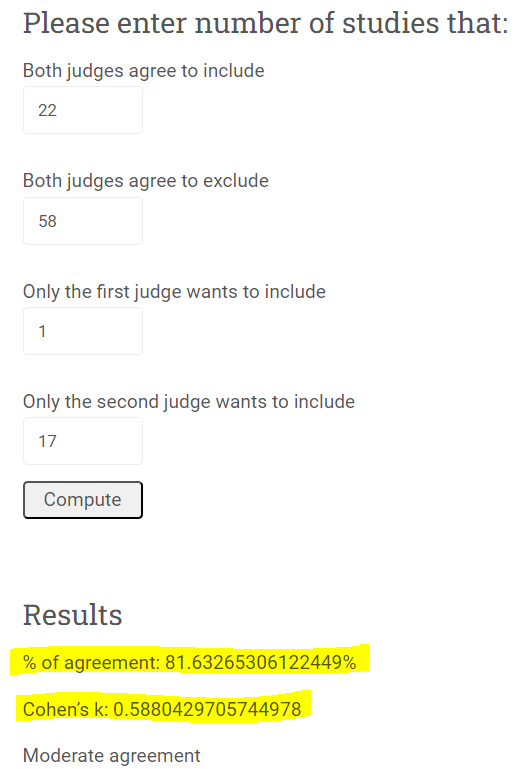 Please enter number of studies that:
Both judges agree to include
22
Both judges agree to exclude
58
Only the first judge wants to include
1
Only the second judge wants to include
17
Compute
Results
% of agreement: 81.63265306122449%
Cohen’s k: 0.5880429705744978
Moderate agreement